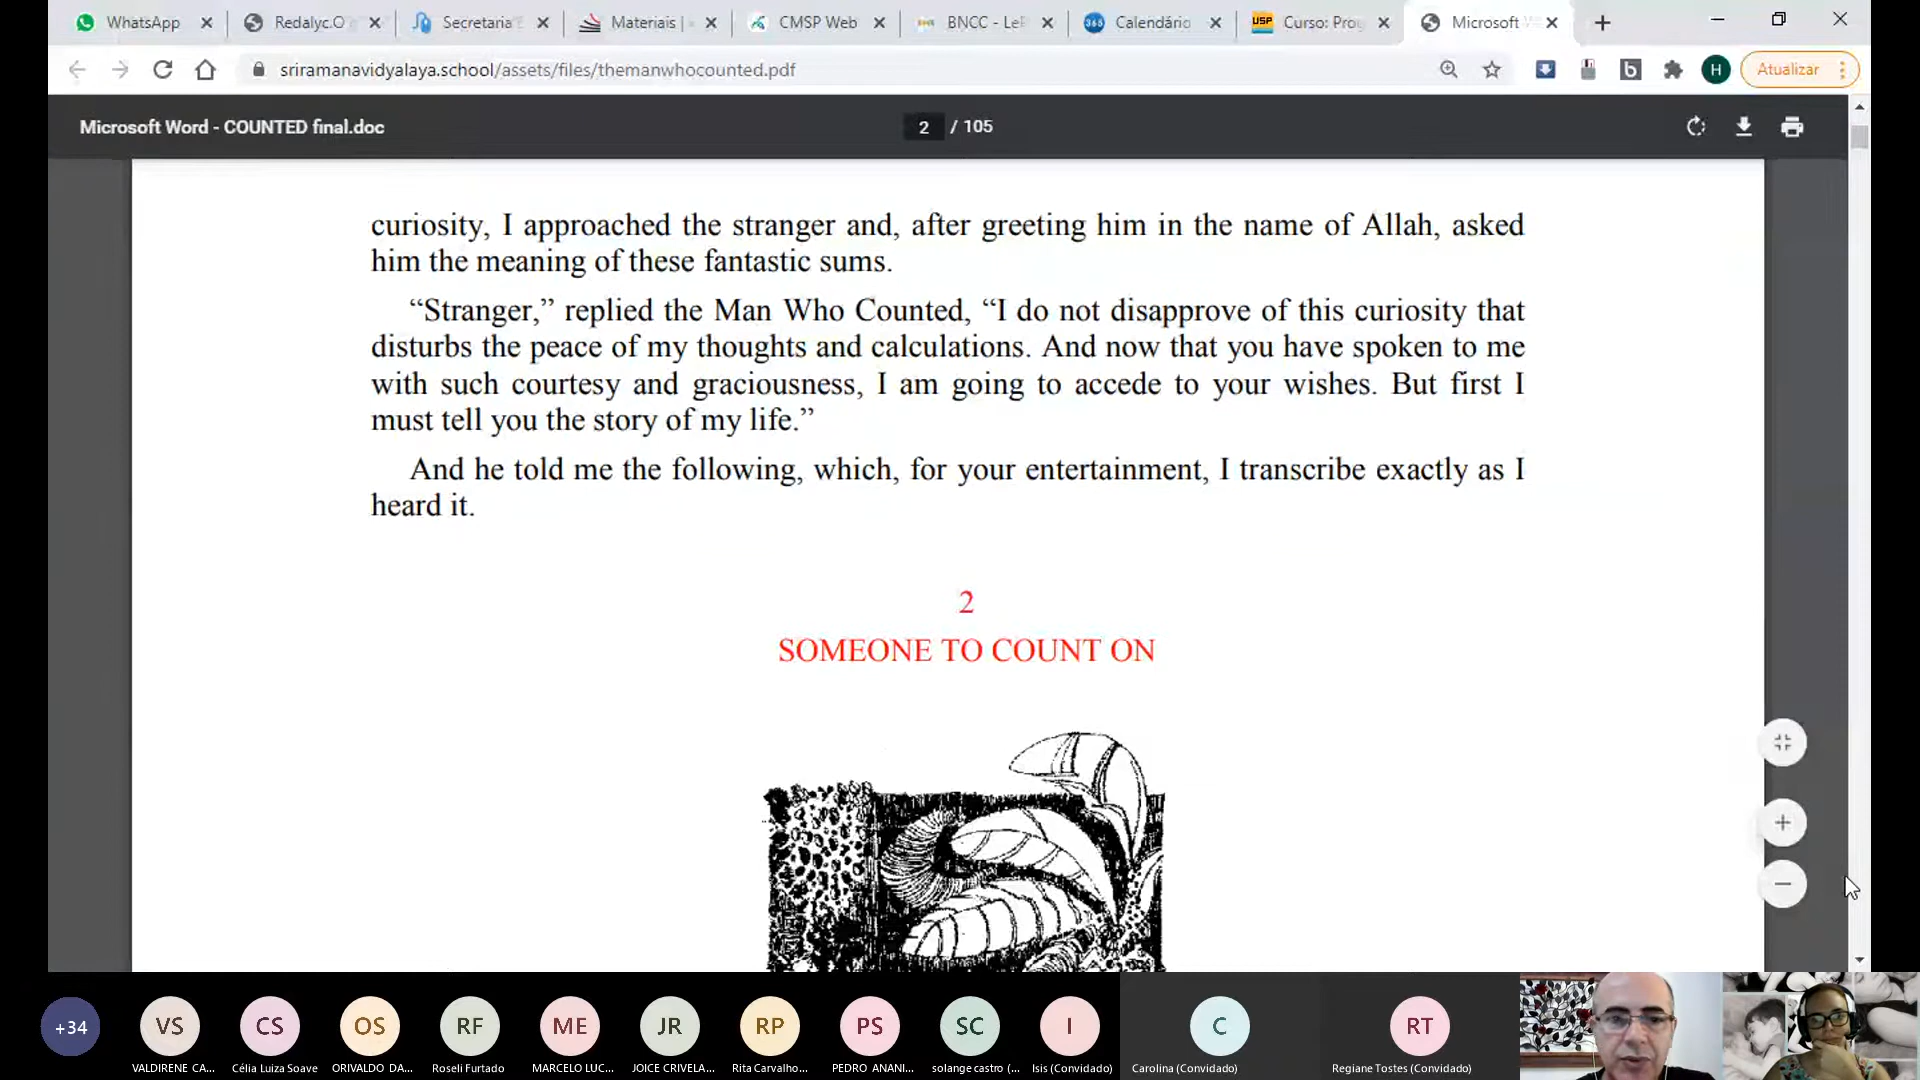 WhatsApp
Redalyc.O
Secretaria
Materiais |
CMSP Web
BNCC - Le
365
Calendário
USP
Curso: Pro
Microsoft
sriramanavidyalaya.school/assets/files/themanwhocounted.pdf
b
H
Atualizar
Microsoft Word - COUNTED final.doc
2 / 105
curiosity, I approached the stranger and, after greeting him in the name of Allah, asked
him the meaning of these fantastic sums.
“Stranger,” replied the Man Who Counted, “I do not disapprove of this curiosity that
disturbs the peace of my thoughts and calculations. And now that you have spoken to me
with such courtesy and graciousness, I am going to accede to your wishes. But first I
must tell you the story of my life.”
And he told me the following, which, for your entertainment, I transcribe exactly as I
heard it.
2
SOMEONE TO COUNT ON
+34
VS
CS
OS
RF
ME
JR
RP
PS
SC
I
C
RT
VALDIRENE CA...
Célia Luiza Soave
ORIVALDO DA...
Roseli Furtado
MARCELO LUC...
JOICE CRIVELA...
Rita Carvalho...
PEDRO ANANI...
solange castro (...
Isis (Convidado)
Carolina (Convidado)
Regiane Tostes (Convidado)